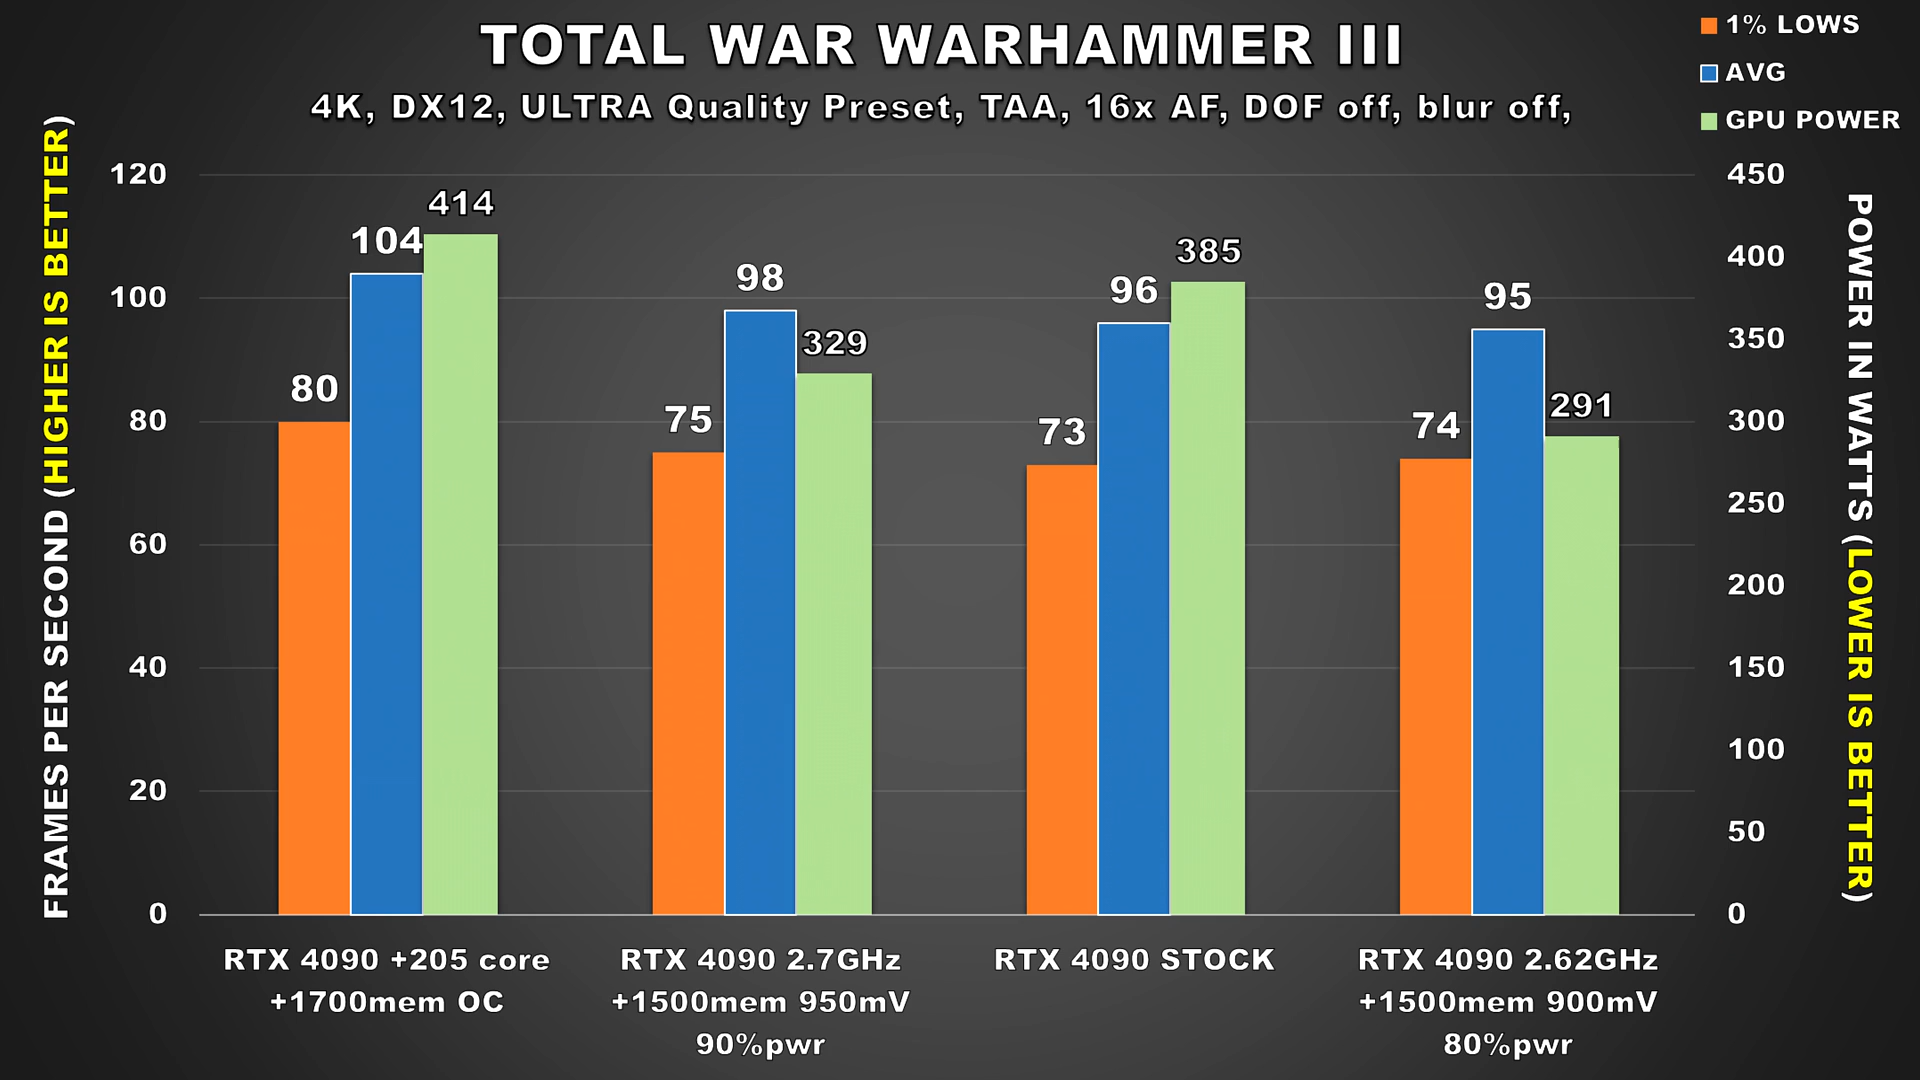 TOTAL WAR WARHAMMER III
4K, DX12, ULTRA Quality Preset, TAA, 16x AF, DOF off, blur off,
1% LOWS
AVG
GPU POWER
FRAMES PER SECOND (HIGHER IS BETTER)
120
100
80
60
40
20
0
414
104
80
98
329
75
385
96
73
95
291
74
450
400
350
300
250
200
150
100
50
0
POWER IN WATTS (LOWER IS BETTER)
RTX 4090 +205 core
+1700mem OC
RTX 4090 2.7GHz
+1500mem 950mV
90%pwr
RTX 4090 STOCK
RTX 4090 2.62GHz
+1500mem 900mV
80%pwr